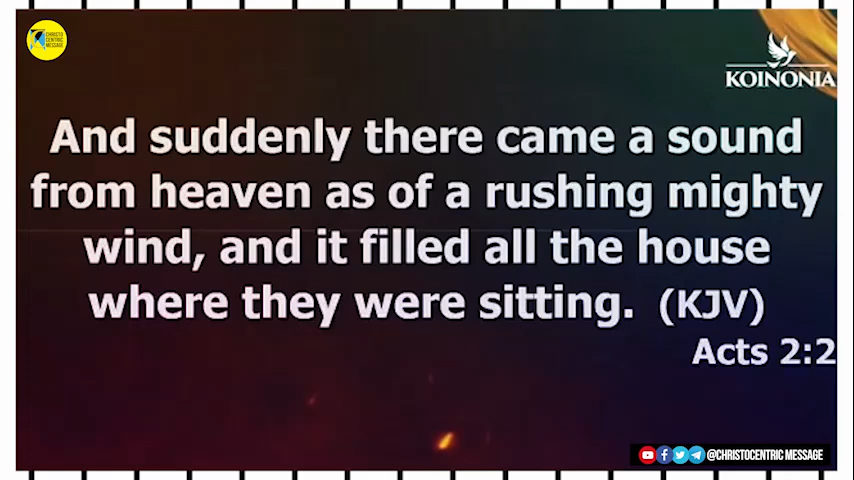 CHRISTO
CENTRIC
MESSAGE
KOINONIA
And suddenly there came a sound
from heaven as of a rushing mighty
wind, and it filled all the house
where they were sitting. (KJV)
Acts 2:2
@CHRISTOCENTRIC MESSAGE